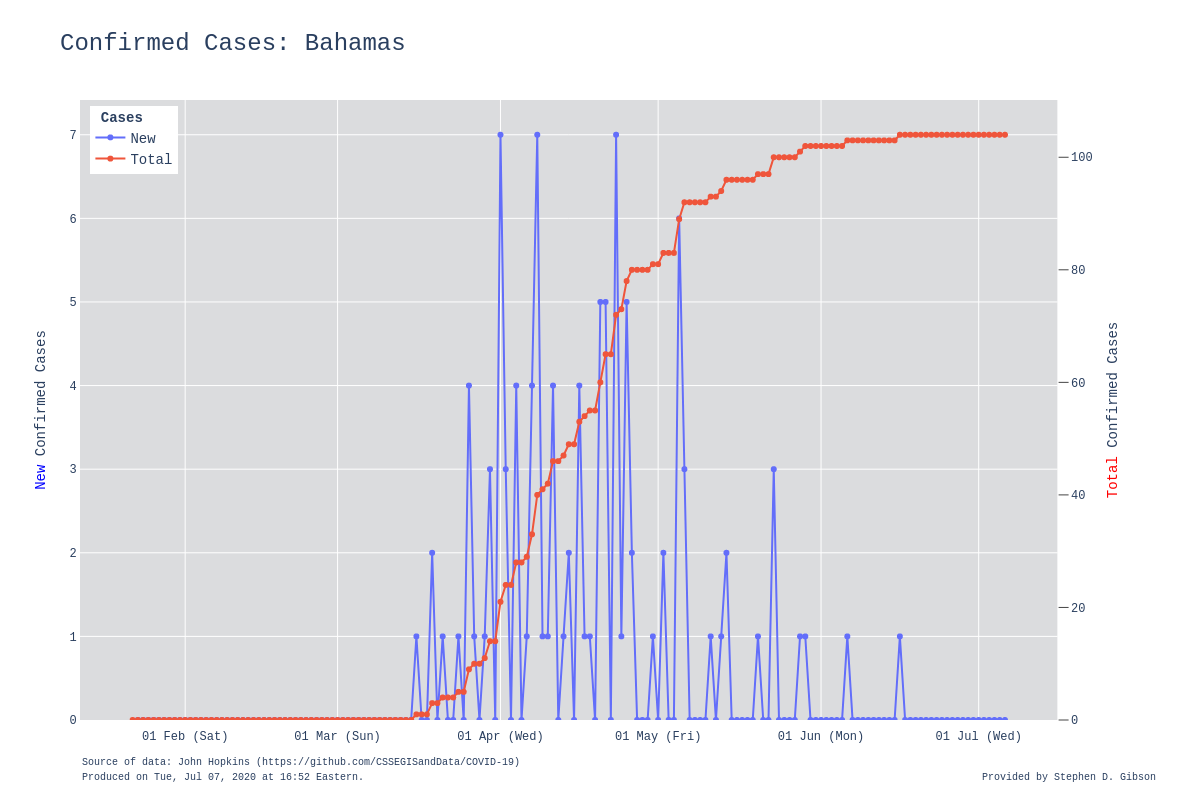 Confirmed Cases: Bahamas
Cases
New
Total
7
6
5
4
3
2
1
0
100
80
60
40
20
0
New Confirmed Cases
Total Confirmed Cases
01 Feb (Sat) 01 Mar (Sun) 01 Apr (Wed) 01 May (Fri) 01 Jun (Mon) 01 Jul (Wed)
Source of data: John Hopkins (https://github.com/CSSEGISandData/COVID-19)
Produced on Tue, Jul 07, 2020 at 16:52 Eastern.
Provided by Stephen D. Gibson